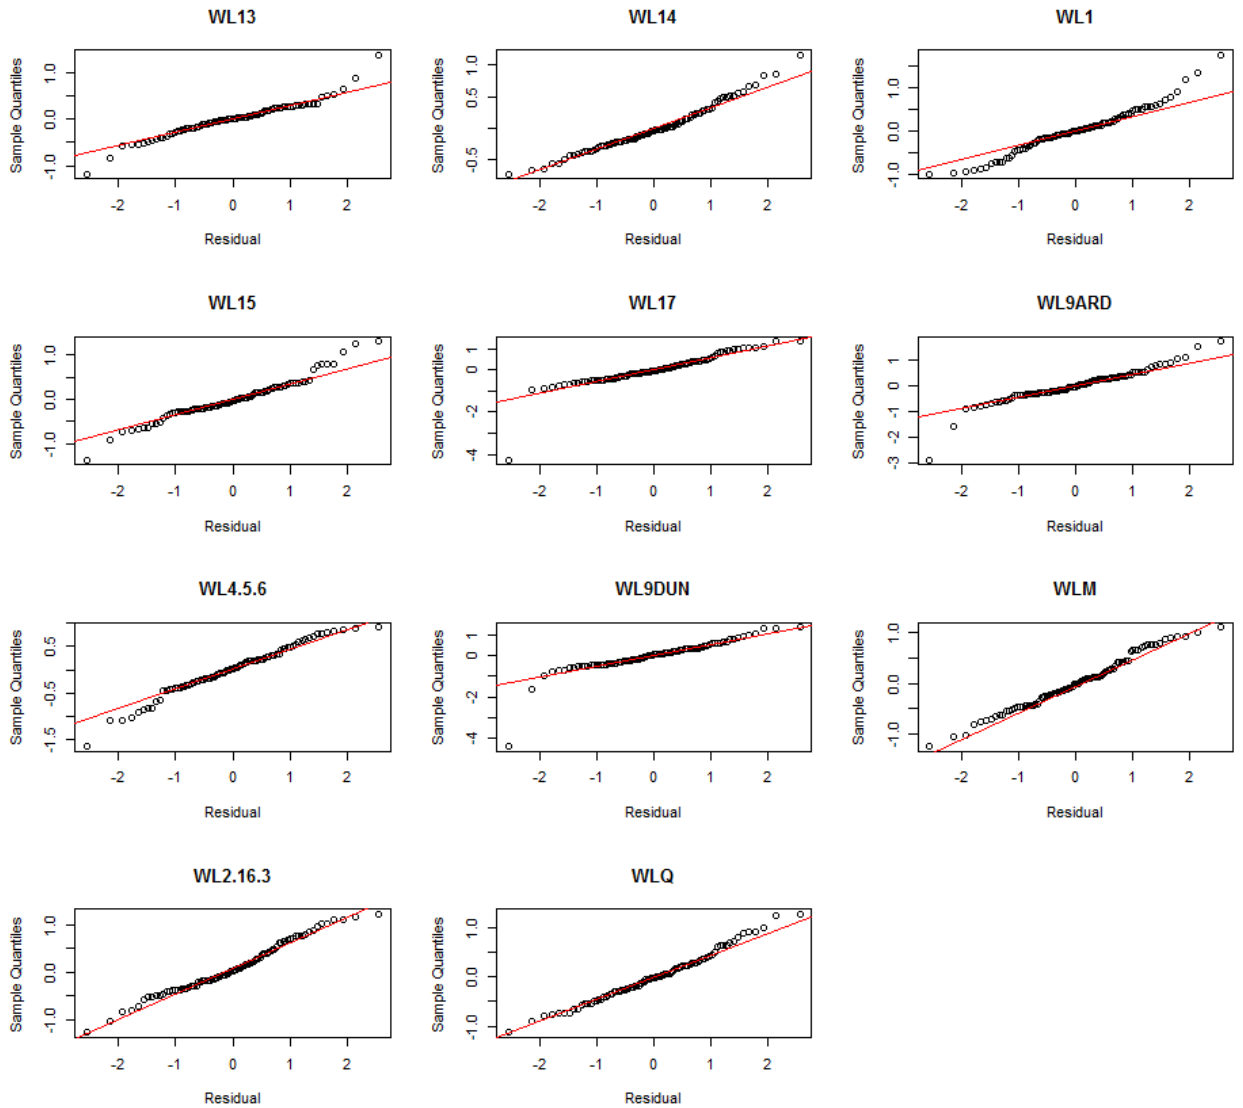 WL13 WL14 WL1
Sample Quantiles
-1.0 0.0 1.0
-2 -1 0 1 2
Residual
Sample Quantiles
-0.5 0.5 1.0
-2 -1 0 1 2
Residual
Sample Quantiles
-1.0 0.0 1.0
-2 -1 0 1 2
Residual
WL15 WL17 WL9ARD
Sample Quantiles
-1.0 0.0 1.0
-2 -1 0 1 2
Residual
Sample Quantiles
-4 -2 0 1
-2 -1 0 1 2
Residual
Sample Quantiles
-3 -2 -1 0 1
-2 -1 0 1 2
Residual
WL4.5.6 WL9DUN WLM
Sample Quantiles
-1.5 -0.5 0.5
-2 -1 0 1 2
Residual
Sample Quantiles
-4 -2 0 1
-2 -1 0 1 2
Residual
Sample Quantiles
-1.0 0.0 1.0
-2 -1 0 1 2
Residual
WL2.16.3 WLQ
Sample Quantiles
-1.0 0.0 1.0
-2 -1 0 1 2
Residual
Sample Quantiles
-1.0 0.0 1.0
-2 -1 0 1 2
Residual